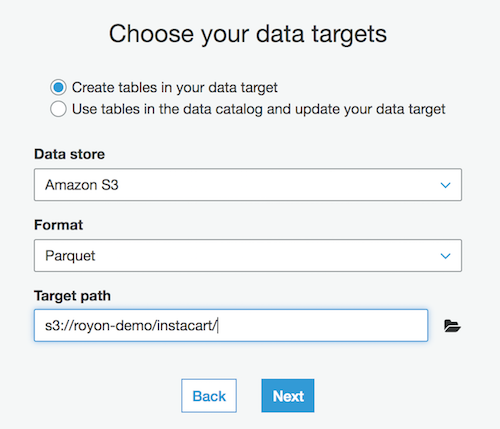 Choose your data targets
Create tables in your data target
Use tables in the data catalog and update your data target
Data store
Amazon S3
Format
Parquet
Target path
s3://royon-demo/instacart/
Back
Next